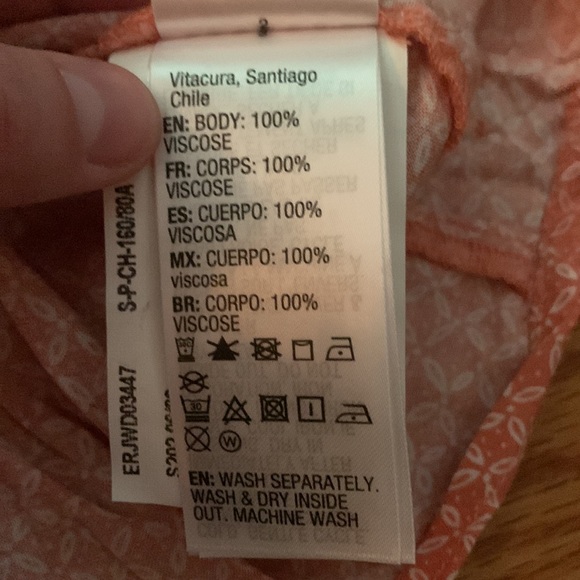 Vitacura, Santiago
Chile
EN: BODY: 100%
VISCOSE
FR: CORPS: 100%
VISCOSE
ES: CUERPO: 100%
VISCOSA
MX: CUERPO: 100%
viscosa
BR: CORPO: 100%
VISCOSE
30
W
EN: WASH SEPARATELY.
WASH & DRY INSIDE
OUT. MACHINE WASH
S-P-CH-160/80A
ERJWD03447